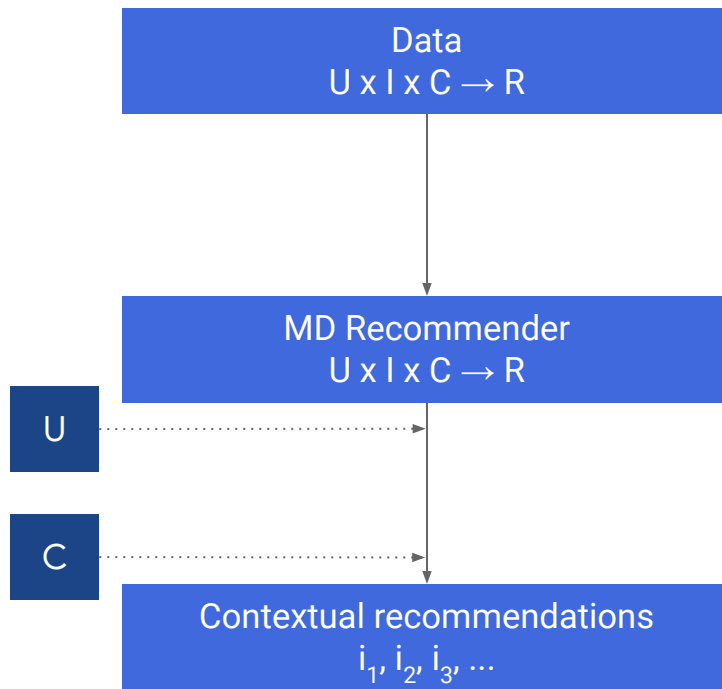 Data
U x I x C → R
MD Recommender
U x I x C → R
U
C
Contextual recommendations
i₁, i₂, i₃, ...